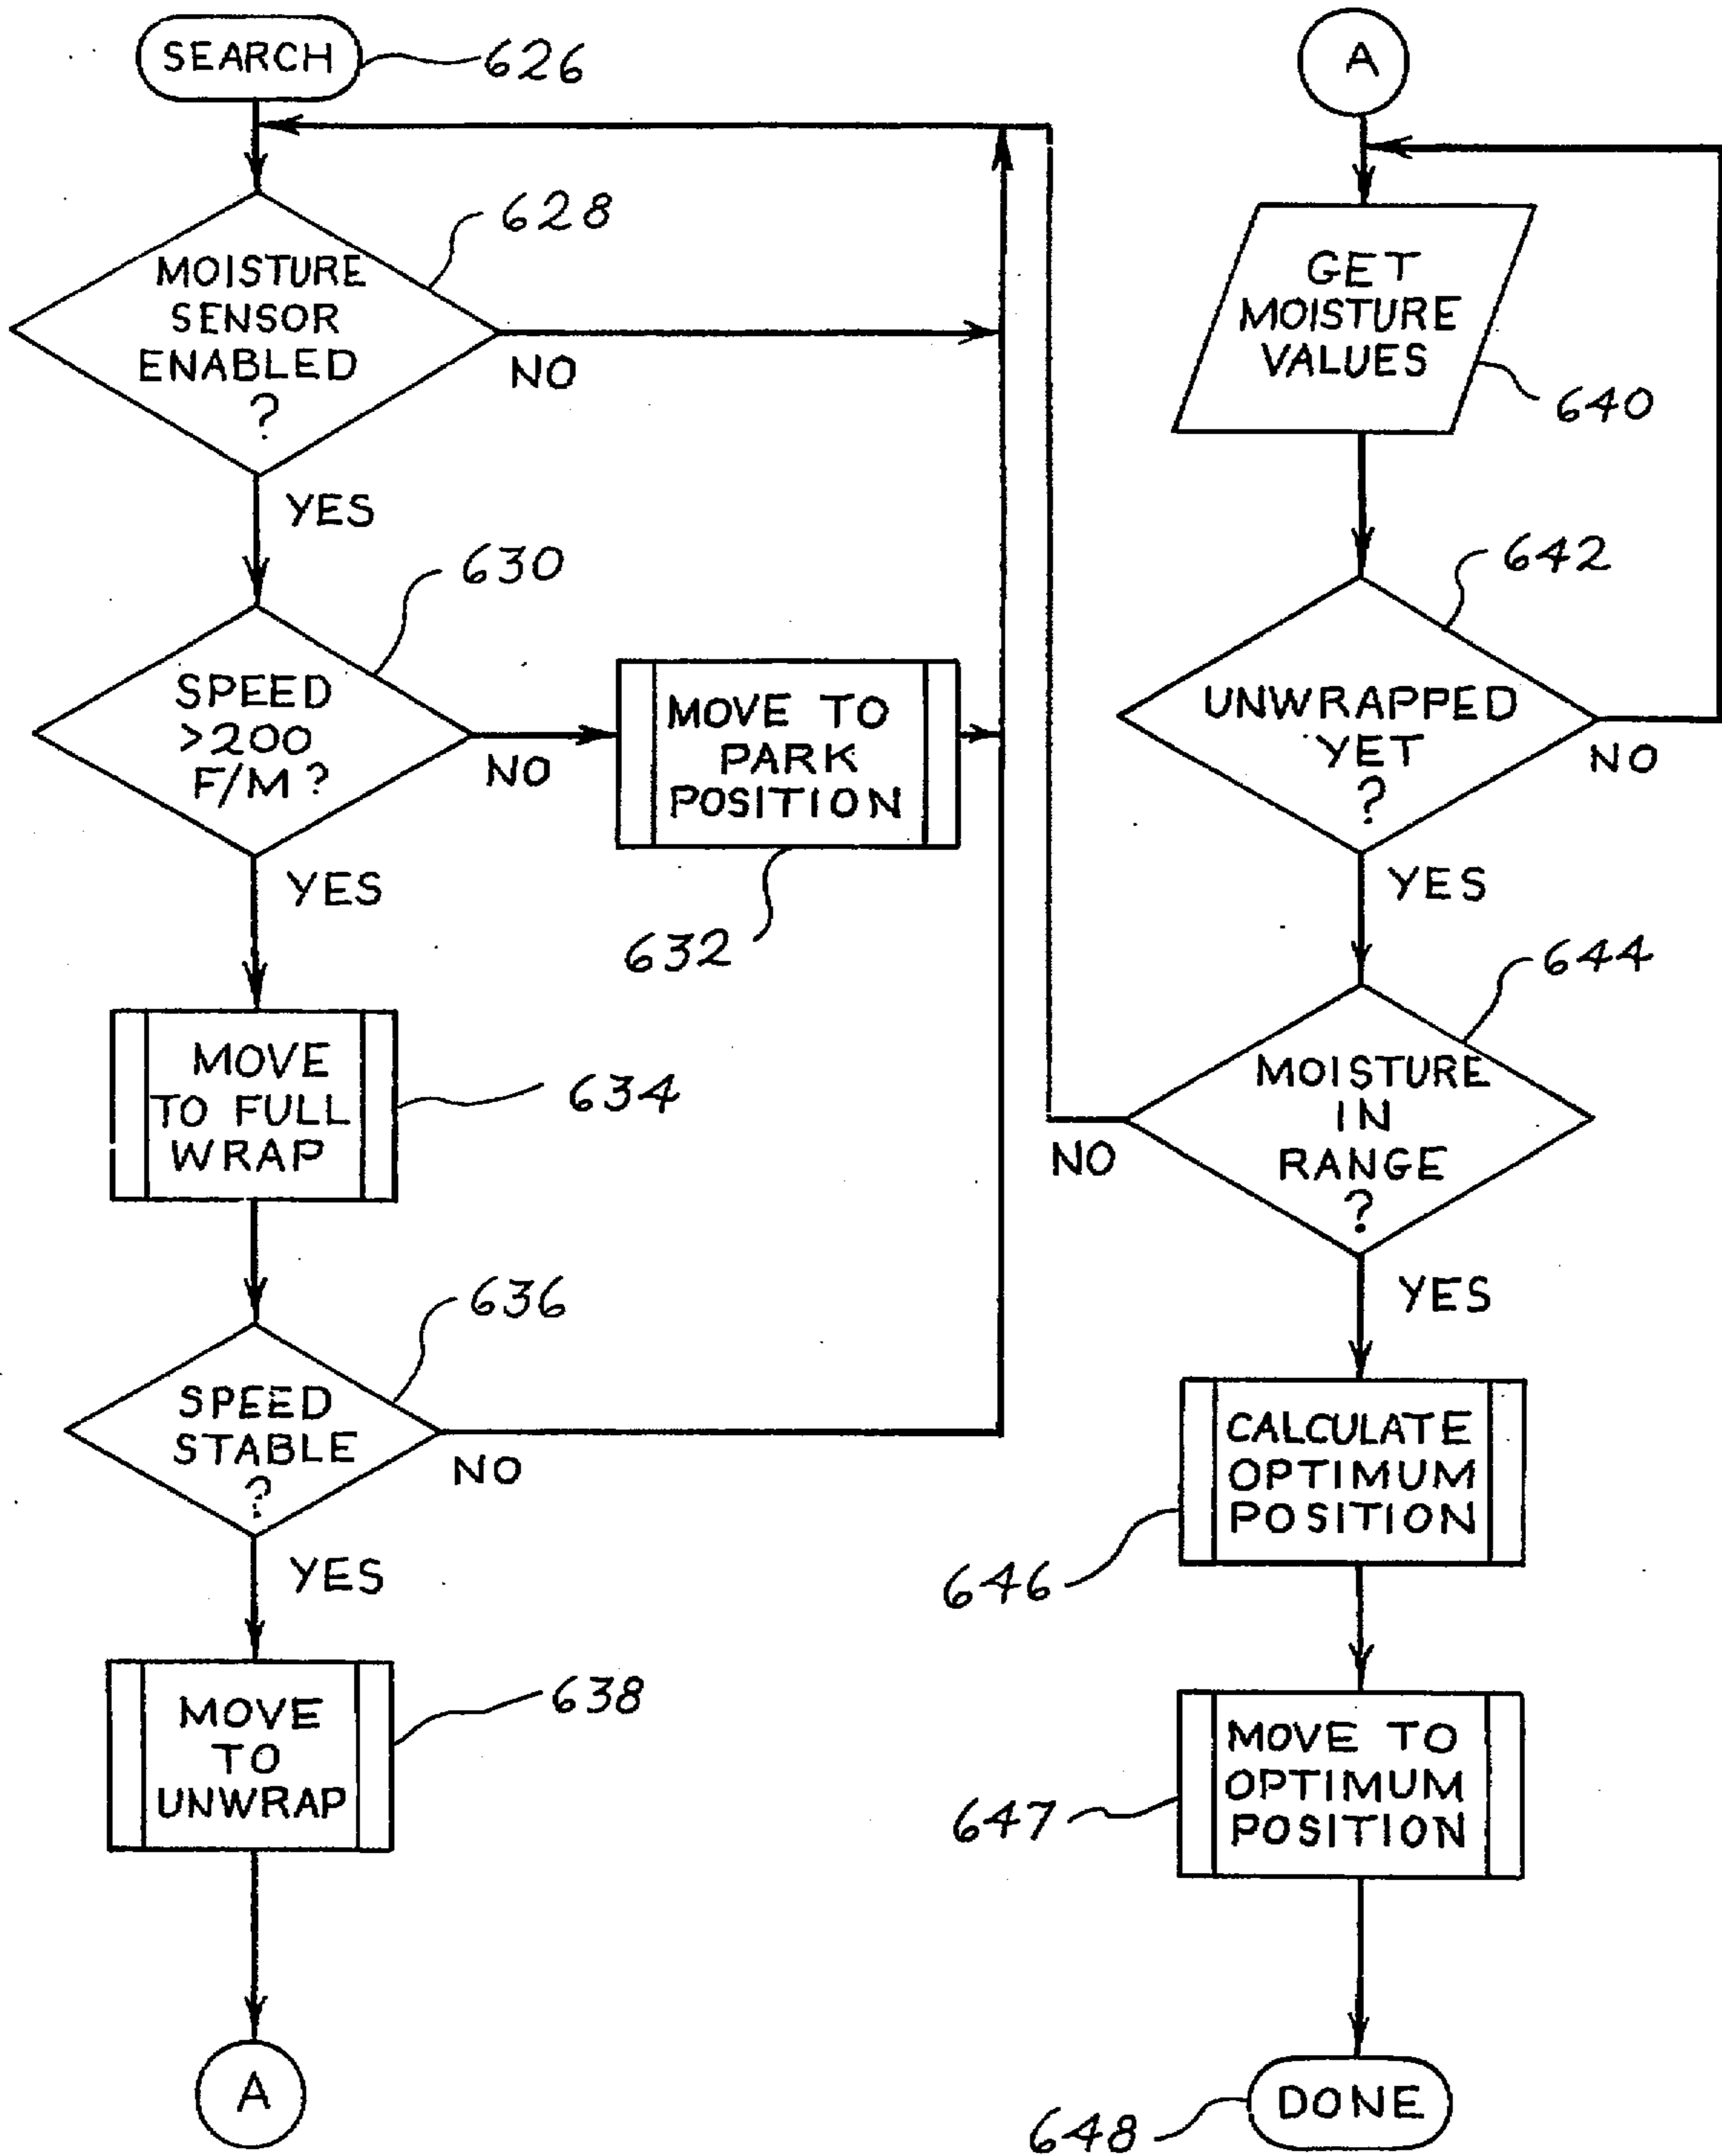 SEARCH
626
MOISTURE
SENSOR
ENABLED
?
628
NO
YES
SPEED
>200
F/M?
630
NO
MOVE TO
PARK
POSITION
632
YES
MOVE
TO FULL
WRAP
634
SPEED
STABLE
?
636
NO
YES
MOVE
TO
UNWRAP
638
A
A
GET
MOISTURE
VALUES
640
UNWRAPPED
YET
?
642
NO
YES
MOISTURE
IN
RANGE
?
644
NO
YES
CALCULATE
OPTIMUM
POSITION
646
MOVE TO
OPTIMUM
POSITION
647
DONE
648